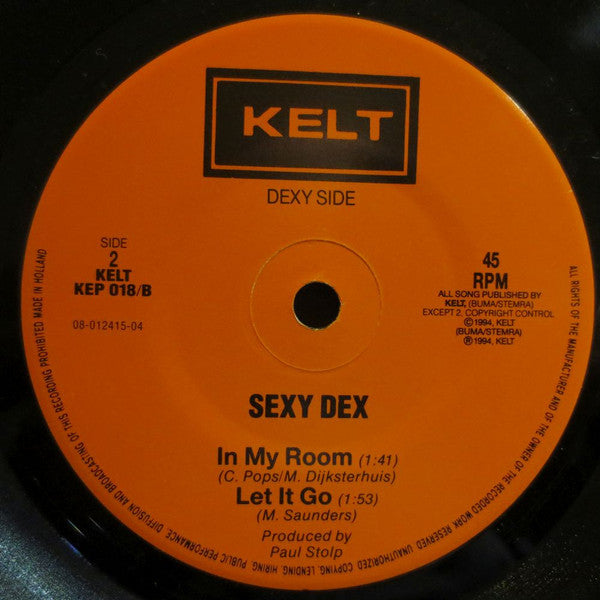 KELT
DEXY SIDE
SIDE
2
KELT
KEP 018/B
08-012415-04
45
RPM
ALL SONG PUBLISHED BY
KELT, (BUMA/STEMRA)
EXCEPT 2. COPYRIGHT CONTROL
© 1994, KELT
(BUMA/STEMRA)
℗ 1994, KELT
SEXY DEX
In My Room (1:41)
(C. Pops/M. Dijksterhuis)
Let It Go (1:53)
(M. Saunders)
Produced by
Paul Stolp
ALL RIGHTS OF THE MANUFACTURER AND OF THE OWNER OF THE RECORDED WORK RESERVED. UNAUTHORIZED COPYING, LENDING, HIRING, PUBLIC PERFORMANCE, DIFFUSION AND BROADCASTING OF THIS RECORDING PROHIBITED MADE IN HOLLAND